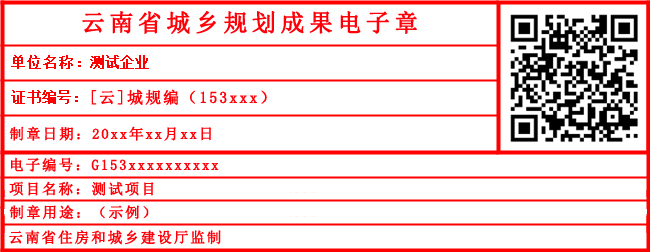 云南省城乡规划成果电子章
单位名称：测试企业
证书编号：[云]城规编（153xxx）
制章日期：20xx年xx月xx日
电子编号：G153xxxxxxxxxx
项目名称：测试项目
制章用途：（示例）
云南省住房和城乡建设厅监制